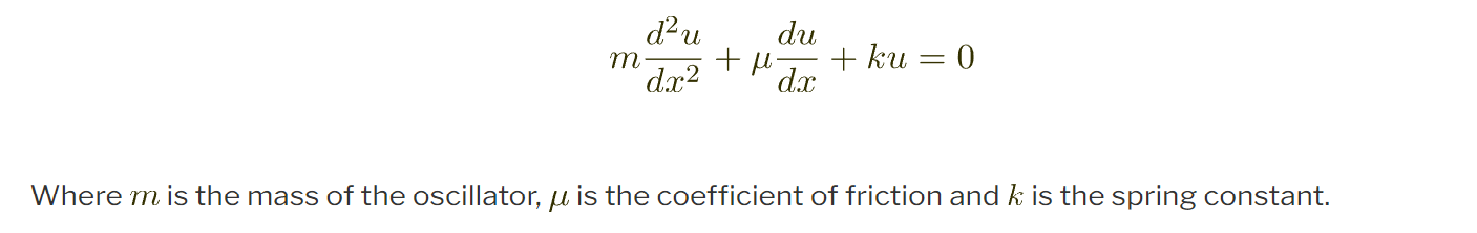 m d²u/dx² + μ du/dx + ku = 0
Where m is the mass of the oscillator, μ is the coefficient of friction and k is the spring constant.